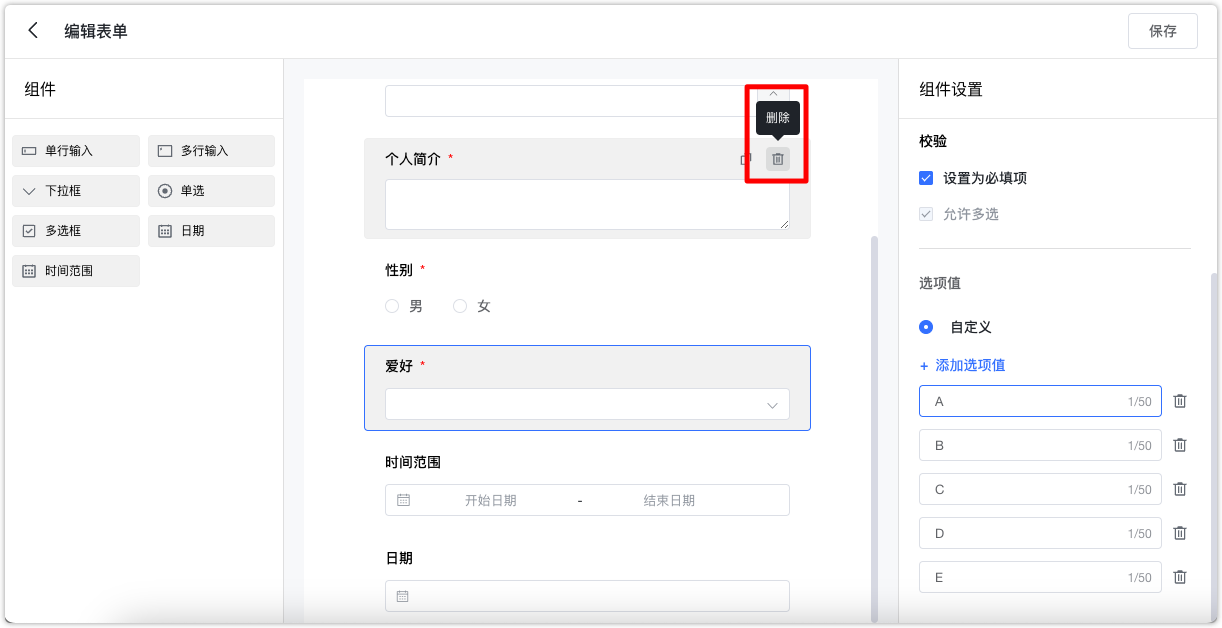 编辑表单
保存
组件
单行输入
多行输入
下拉框
单选
多选框
日期
时间范围
删除
个人简介 *
性别 *
男
女
爱好 *
时间范围
开始日期 - 结束日期
日期
组件设置
校验
设置为必填项
允许多选
选项值
自定义
+ 添加选项值
A 1/50
B 1/50
C 1/50
D 1/50
E 1/50